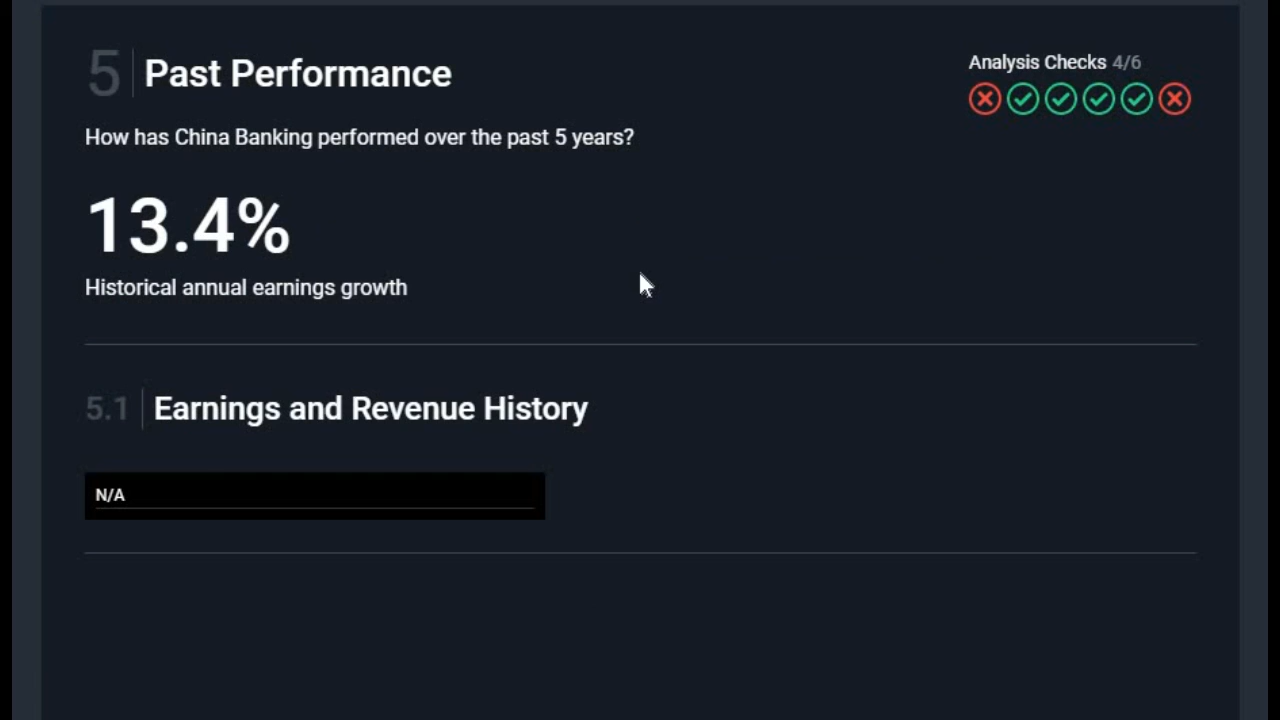 5 Past Performance
Analysis Checks 4/6
How has China Banking performed over the past 5 years?
13.4%
Historical annual earnings growth
5.1 Earnings and Revenue History
N/A